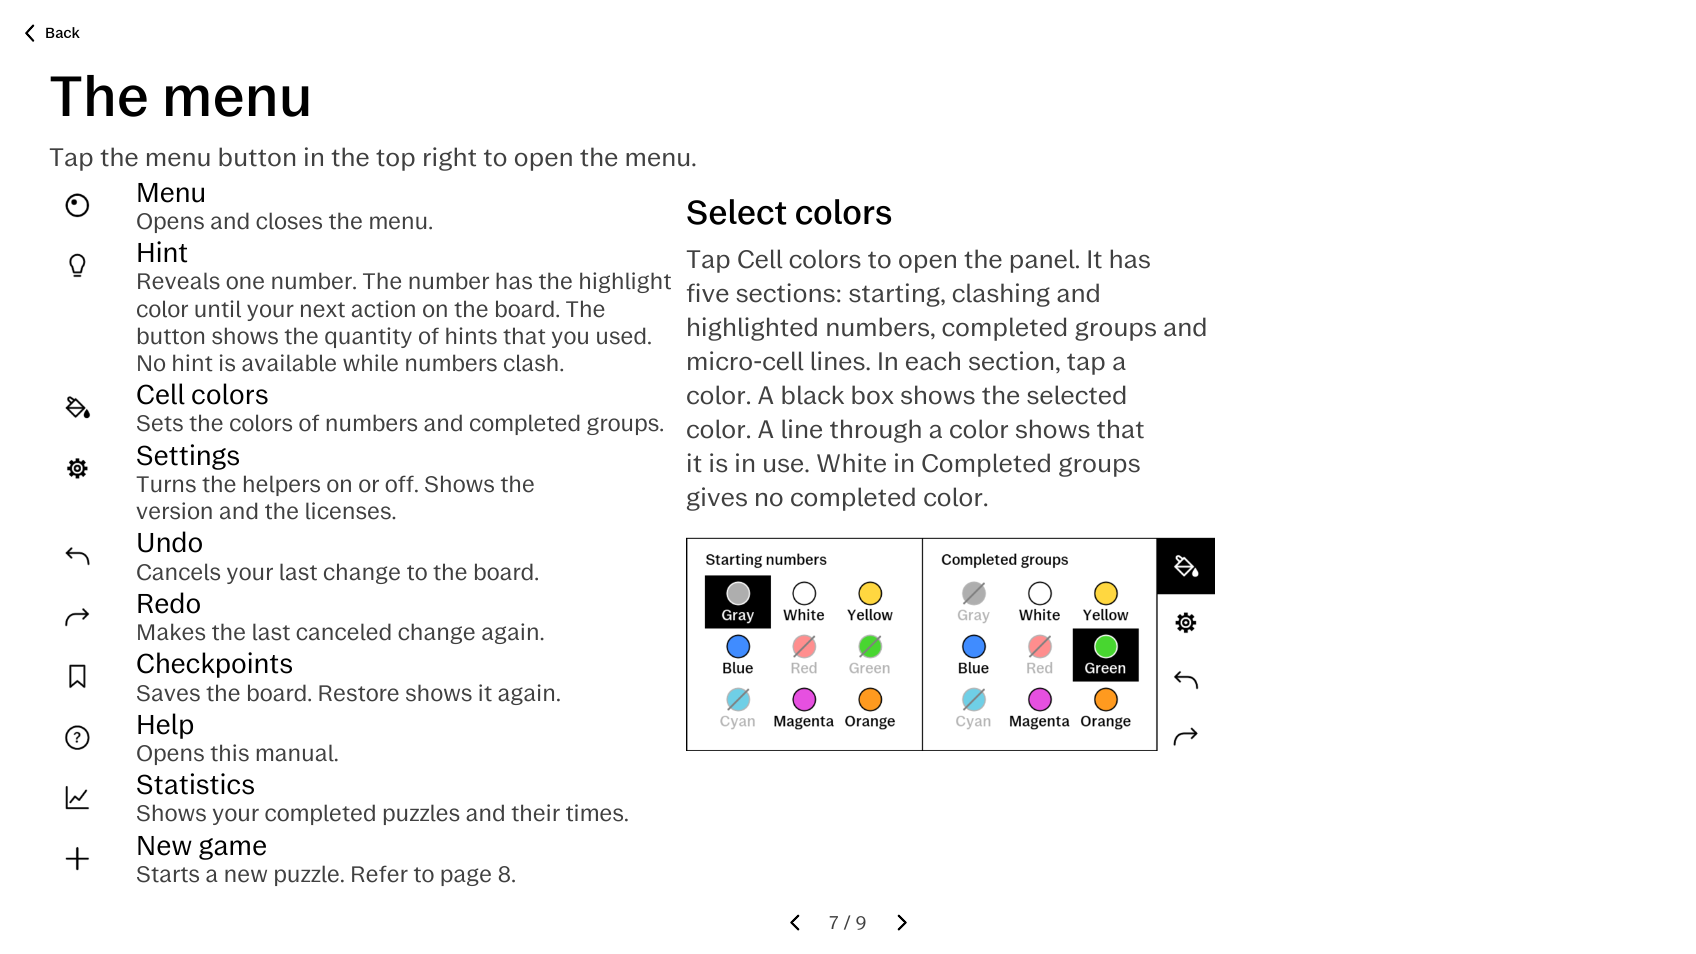 Back
The menu
Tap the menu button in the top right to open the menu.
Menu
Opens and closes the menu.
Hint
Reveals one number. The number has the highlight
color until your next action on the board. The
button shows the quantity of hints that you used.
No hint is available while numbers clash.
Cell colors
Sets the colors of numbers and completed groups.
Settings
Turns the helpers on or off. Shows the
version and the licenses.
Undo
Cancels your last change to the board.
Redo
Makes the last canceled change again.
Checkpoints
Saves the board. Restore shows it again.
Help
Opens this manual.
Statistics
Shows your completed puzzles and their times.
New game
Starts a new puzzle. Refer to page 8.
Select colors
Tap Cell colors to open the panel. It has
five sections: starting, clashing and
highlighted numbers, completed groups and
micro-cell lines. In each section, tap a
color. A black box shows the selected
color. A line through a color shows that
it is in use. White in Completed groups
gives no completed color.
Starting numbers
Gray White Yellow
Blue Red Green
Cyan Magenta Orange
Completed groups
Gray White Yellow
Blue Red Green
Cyan Magenta Orange
7 / 9